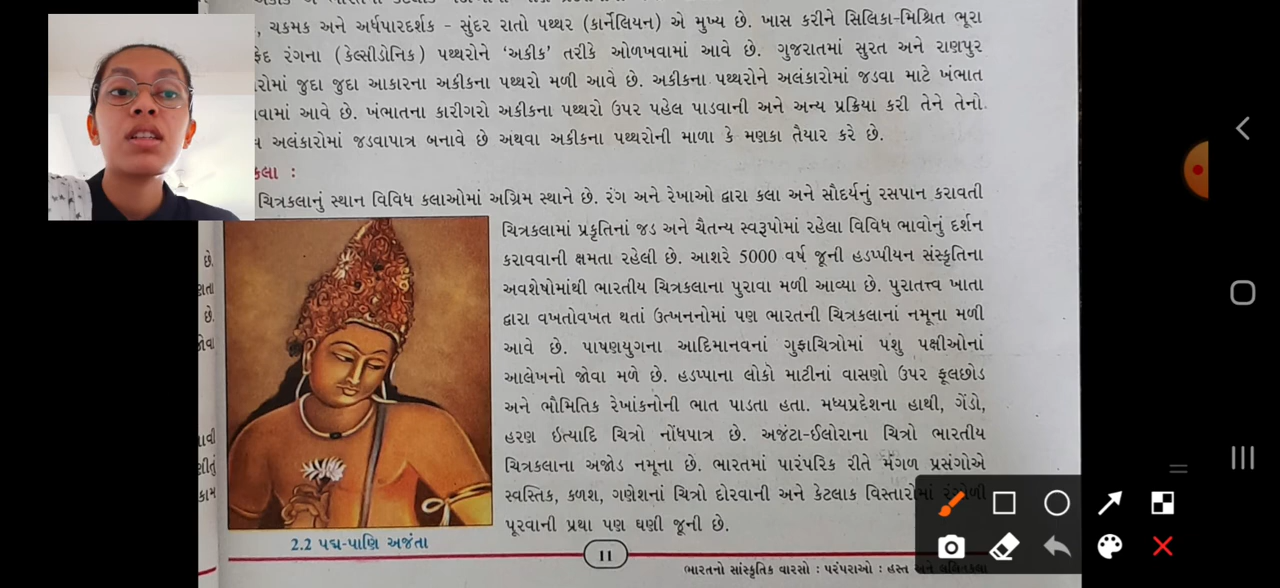 ચકમક અને અર્ધપારદર્શક - સુંદર રાતો પથ્થર (કાર્નેલિયન) એ મુખ્ય છે. ખાસ કરીને સિલિકા-મિશ્રિત ભૂરા
રંગના (કેલ્સીડોનિક) પથ્થરોને ‘અકીક’ તરીકે ઓળખવામાં આવે છે. ગુજરાતમાં સુરત અને રાણપુર
જુદા જુદા આકારના અકીકના પથ્થરો મળી આવે છે. અકીકના પથ્થરોને અલંકારોમાં જડવા માટે ખંભાત
આવે છે. ખંભાતના કારીગરો અકીકના પથ્થરો ઉપર પહેલ પાડવાની અને અન્ય પ્રક્રિયા કરી તેને તેનો
અલંકારોમાં જડવાપાત્ર બનાવે છે અથવા અકીકના પથ્થરોની માળા કે મણકા તૈયાર કરે છે.
કલા :
ચિત્રકલાનું સ્થાન વિવિધ કલાઓમાં અગ્રિમ સ્થાને છે. રંગ અને રેખાઓ દ્વારા કલા અને સૌદર્યનું રસપાન કરાવતી
ચિત્રકલામાં પ્રકૃતિનાં જડ અને ચૈતન્ય સ્વરૂપોમાં રહેલા વિવિધ ભાવોનું દર્શન
કરાવવાની ક્ષમતા રહેલી છે. આશરે 5000 વર્ષ જૂની હડપ્પીયન સંસ્કૃતિના
અવશેષોમાંથી ભારતીય ચિત્રકલાના પુરાવા મળી આવ્યા છે. પુરાતત્ત્વ ખાતા
દ્વારા વખતોવખત થતાં ઉત્ખનનોમાં પણ ભારતની ચિત્રકલાનાં નમૂના મળી
આવે છે. પાષણયુગના આદિમાનવનાં ગુફાચિત્રોમાં પશુ પક્ષીઓનાં
આલેખનો જોવા મળે છે. હડપ્પાના લોકો માટીનાં વાસણો ઉપર ફૂલછોડ
અને ભૌમિતિક રેખાંકનોની ભાત પાડતા હતા. મધ્યપ્રદેશના હાથી, ગેંડો,
હરણ ઇત્યાદિ ચિત્રો નોંધપાત્ર છે. અજંટા-ઈલોરાના ચિત્રો ભારતીય
ચિત્રકલાના અજોડ નમૂના છે. ભારતમાં પારંપરિક રીતે મંગળ પ્રસંગોએ
સ્વસ્તિક, કળશ, ગણેશનાં ચિત્રો દોરવાની અને કેટલાક વિસ્તારોમાં રંગોળી
પૂરવાની પ્રથા પણ ઘણી જૂની છે.
છે.
છે.
2.2 પદ્મ-પાણિ અજંતા
11
ભારતનો સાંસ્કૃતિક વારસો : પરંપરાઓ : હસ્ત અને લલિતકલા